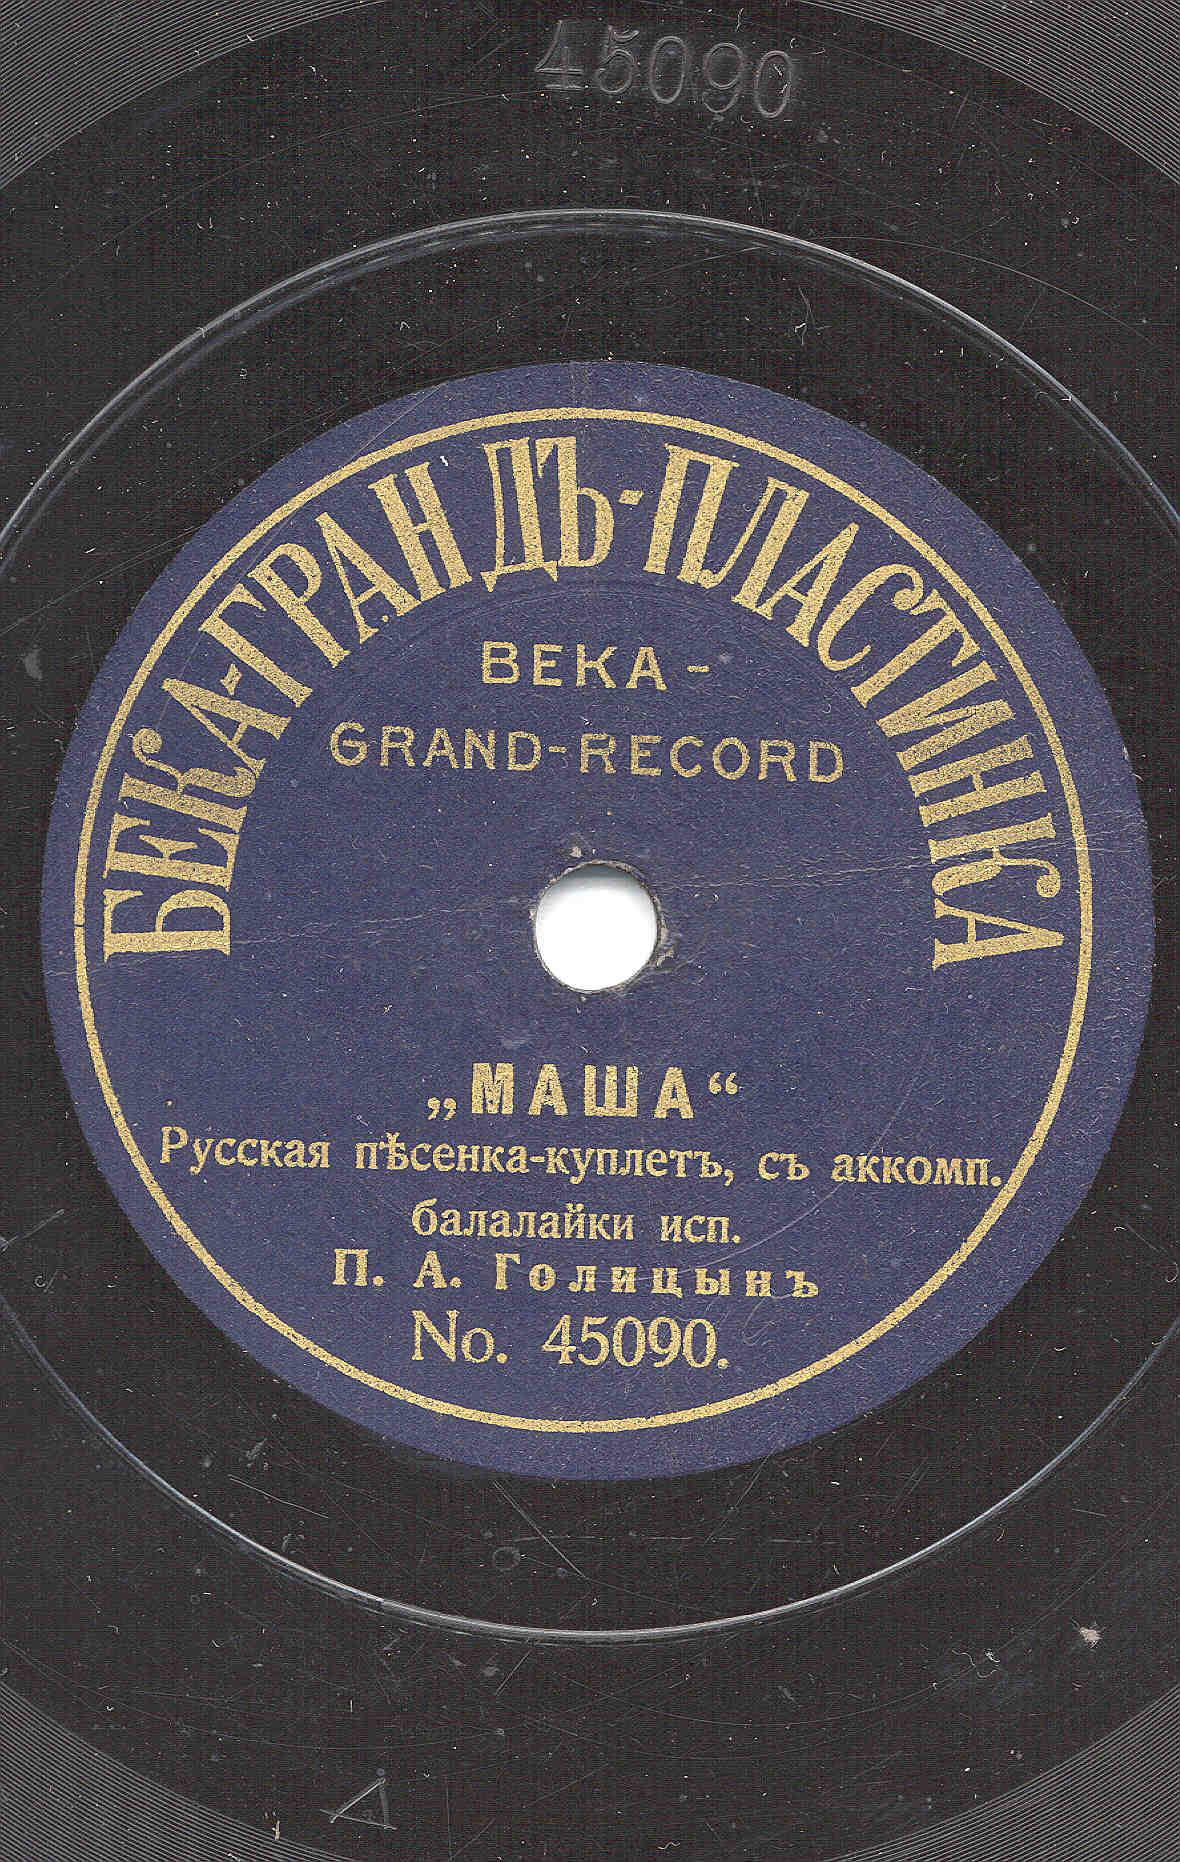 45090
БЕКА-ГРАНДЪ-ПЛАСТИНКА
BEKA -
GRAND-RECORD
„МАША“
Русская пѣсенка-куплетъ, съ аккомп.
балалайки исп.
П. А. Голицынъ
No. 45090.